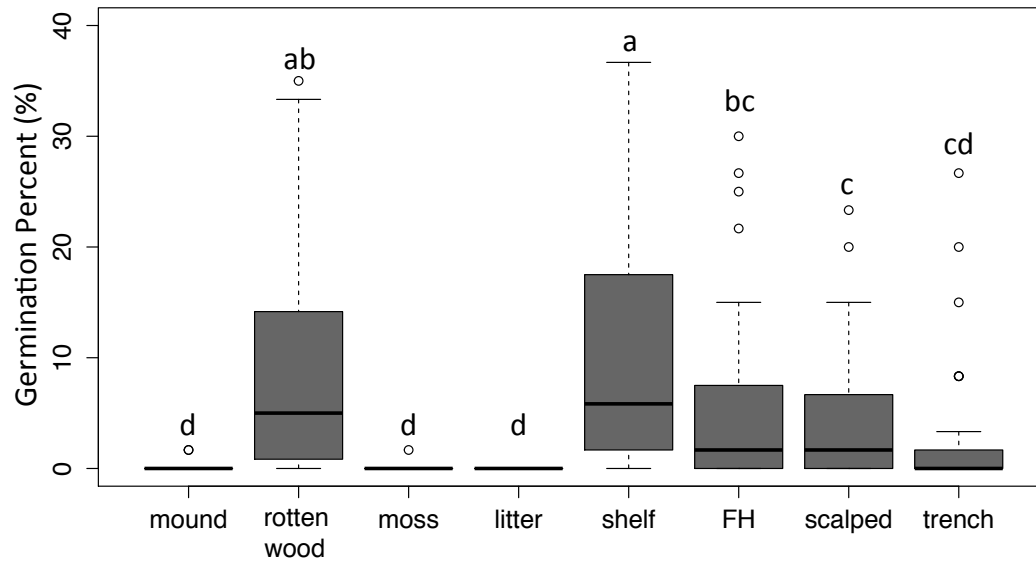 Germination Percent (%)
40
30
20
10
0
ab
a
bc
c
cd
d
d
d
mound
rotten
wood
moss
litter
shelf
FH
scalped
trench